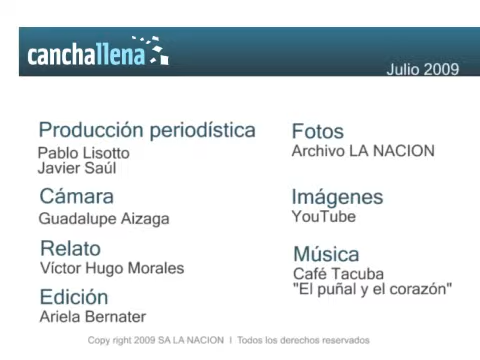 canchallena
Julio 2009
Producción periodística
Pablo Lisotto
Javier Saúl
Cámara
Guadalupe Aizaga
Relato
Víctor Hugo Morales
Edición
Ariela Bernater
Fotos
Archivo LA NACION
Imágenes
YouTube
Música
Café Tacuba
"El puñal y el corazón"
Copy right 2009 SA LA NACION I Todos los derechos reservados